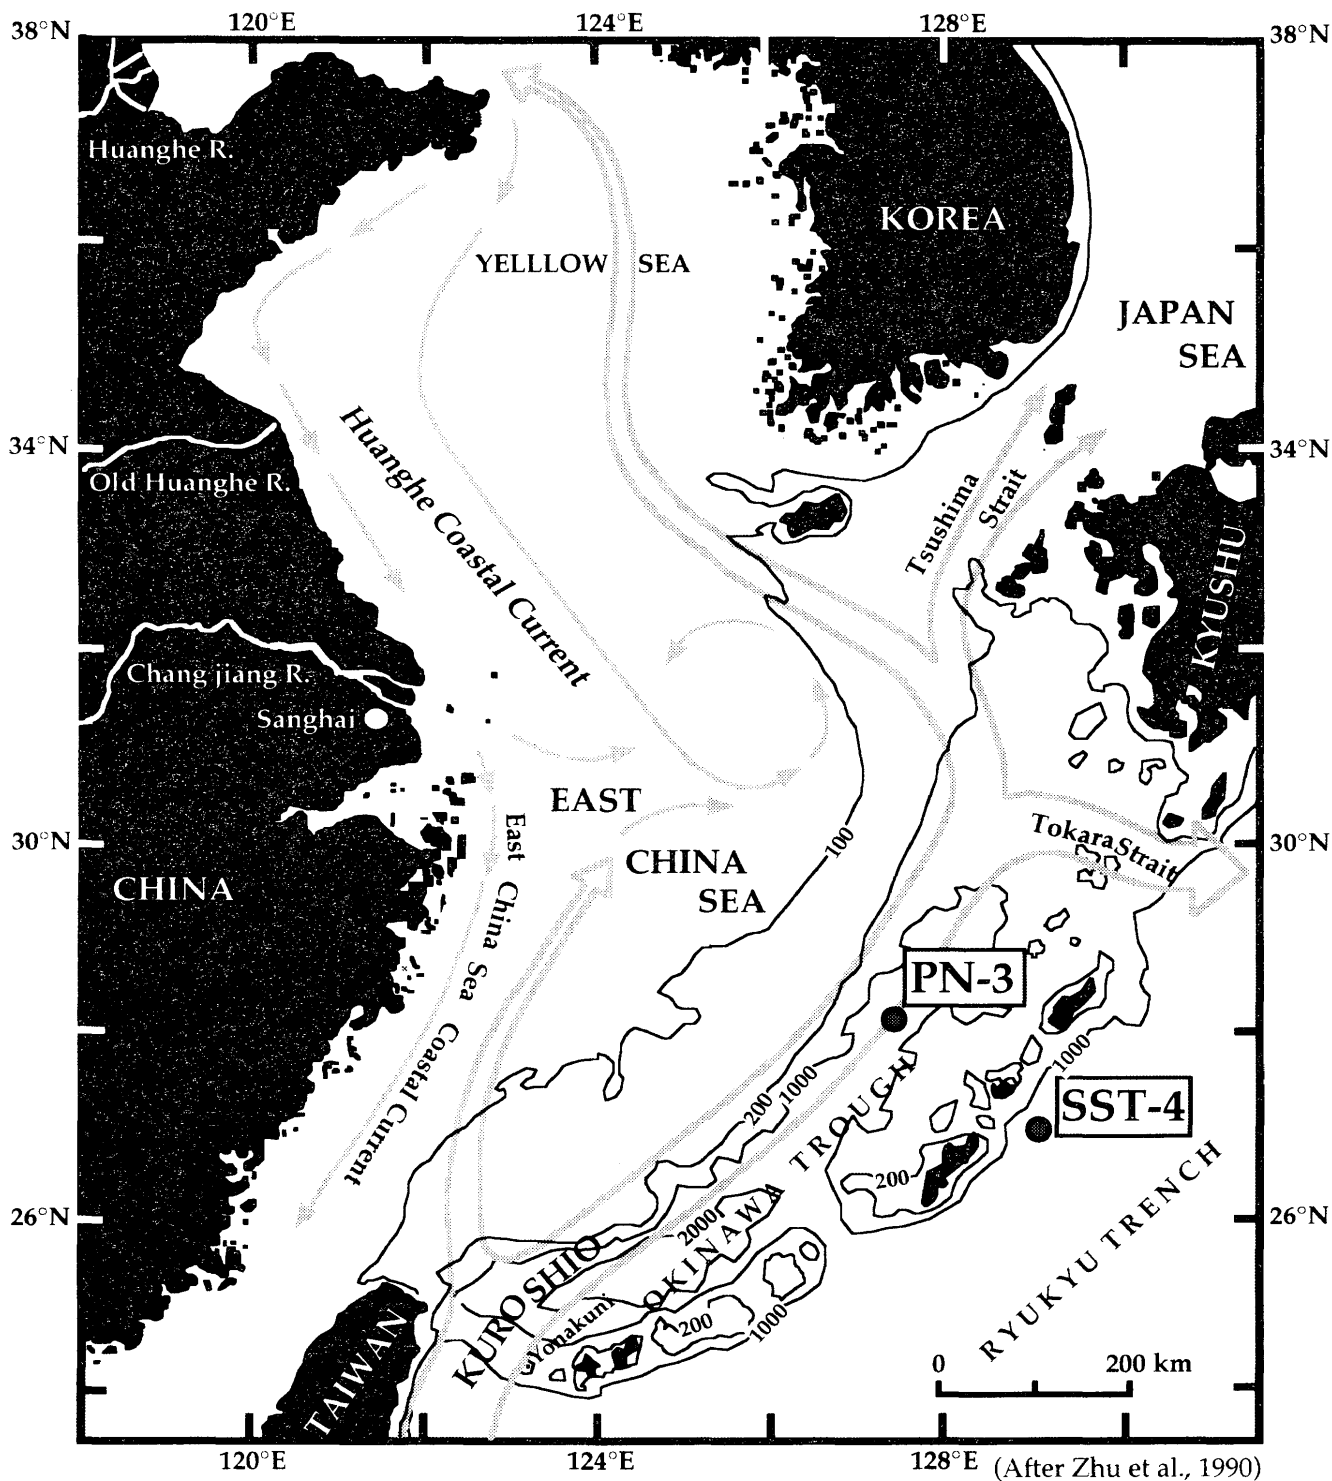 120°E 124°E 128°E
38°N 38°N
Huanghe R.
KOREA
YELLLOW SEA
JAPAN
SEA
34°N 34°N
Huanghe Coastal Current
Old Huanghe R.
Tsushima
Strait
KYUSHU
Chang jiang R.
Sanghai
EAST
CHINA
SEA
100
30°N 30°N
Tokara Strait
East China Sea Coastal Current
CHINA
PN-3
200
1000
1000
SST-4
OKINAWA TROUGH
200
26°N 26°N
2000
KUROSHIO
RYUKYU TRENCH
Yonakuni
200
1000
TAIWAN
0 200 km
120°E 124°E 128°E
(After Zhu et al., 1990)